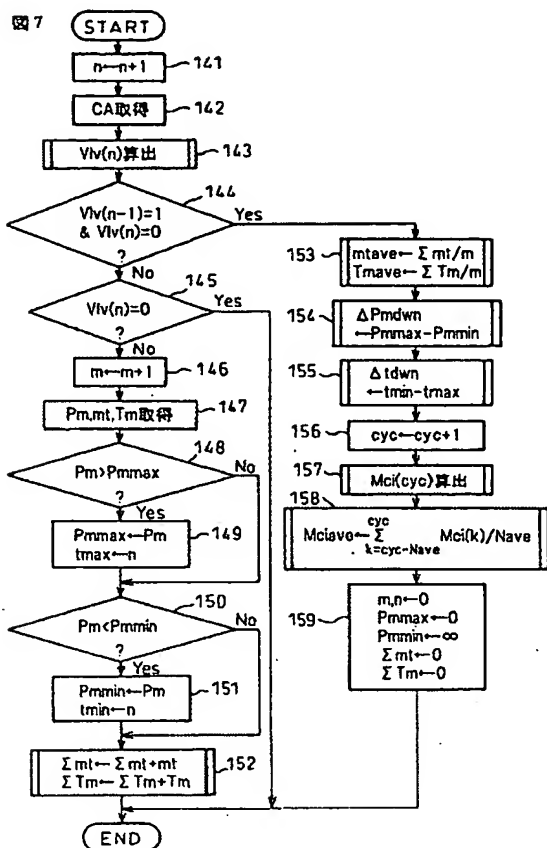 図7
START
n←n+1
141
CA取得
142
Vlv(n)算出
143
144
Vlv(n-1)=1
& Vlv(n)=0
?
Yes
No
145
Vlv(n)=0
?
Yes
No
m←m+1
146
Pm,mt,Tm取得
147
148
Pm>Pmmax
?
No
Yes
Pmmax←Pm
tmax←n
149
150
Pm<Pmmin
?
No
Yes
Pmmin←Pm
tmin←n
151
Σmt←Σmt+mt
ΣTm←ΣTm+Tm
152
153
mtave←Σmt/m
Tmave←ΣTm/m
154
ΔPmdwn
←Pmmax-Pmmin
155
Δtdwn
←tmin-tmax
156
cyc←cyc+1
157
Mci(cyc)算出
158
cyc
Mciave←Σ Mci(k)/Nave
k=cyc-Nave
159
m,n←0
Pmmax←0
Pmmin←∞
Σmt←0
ΣTm←0
END